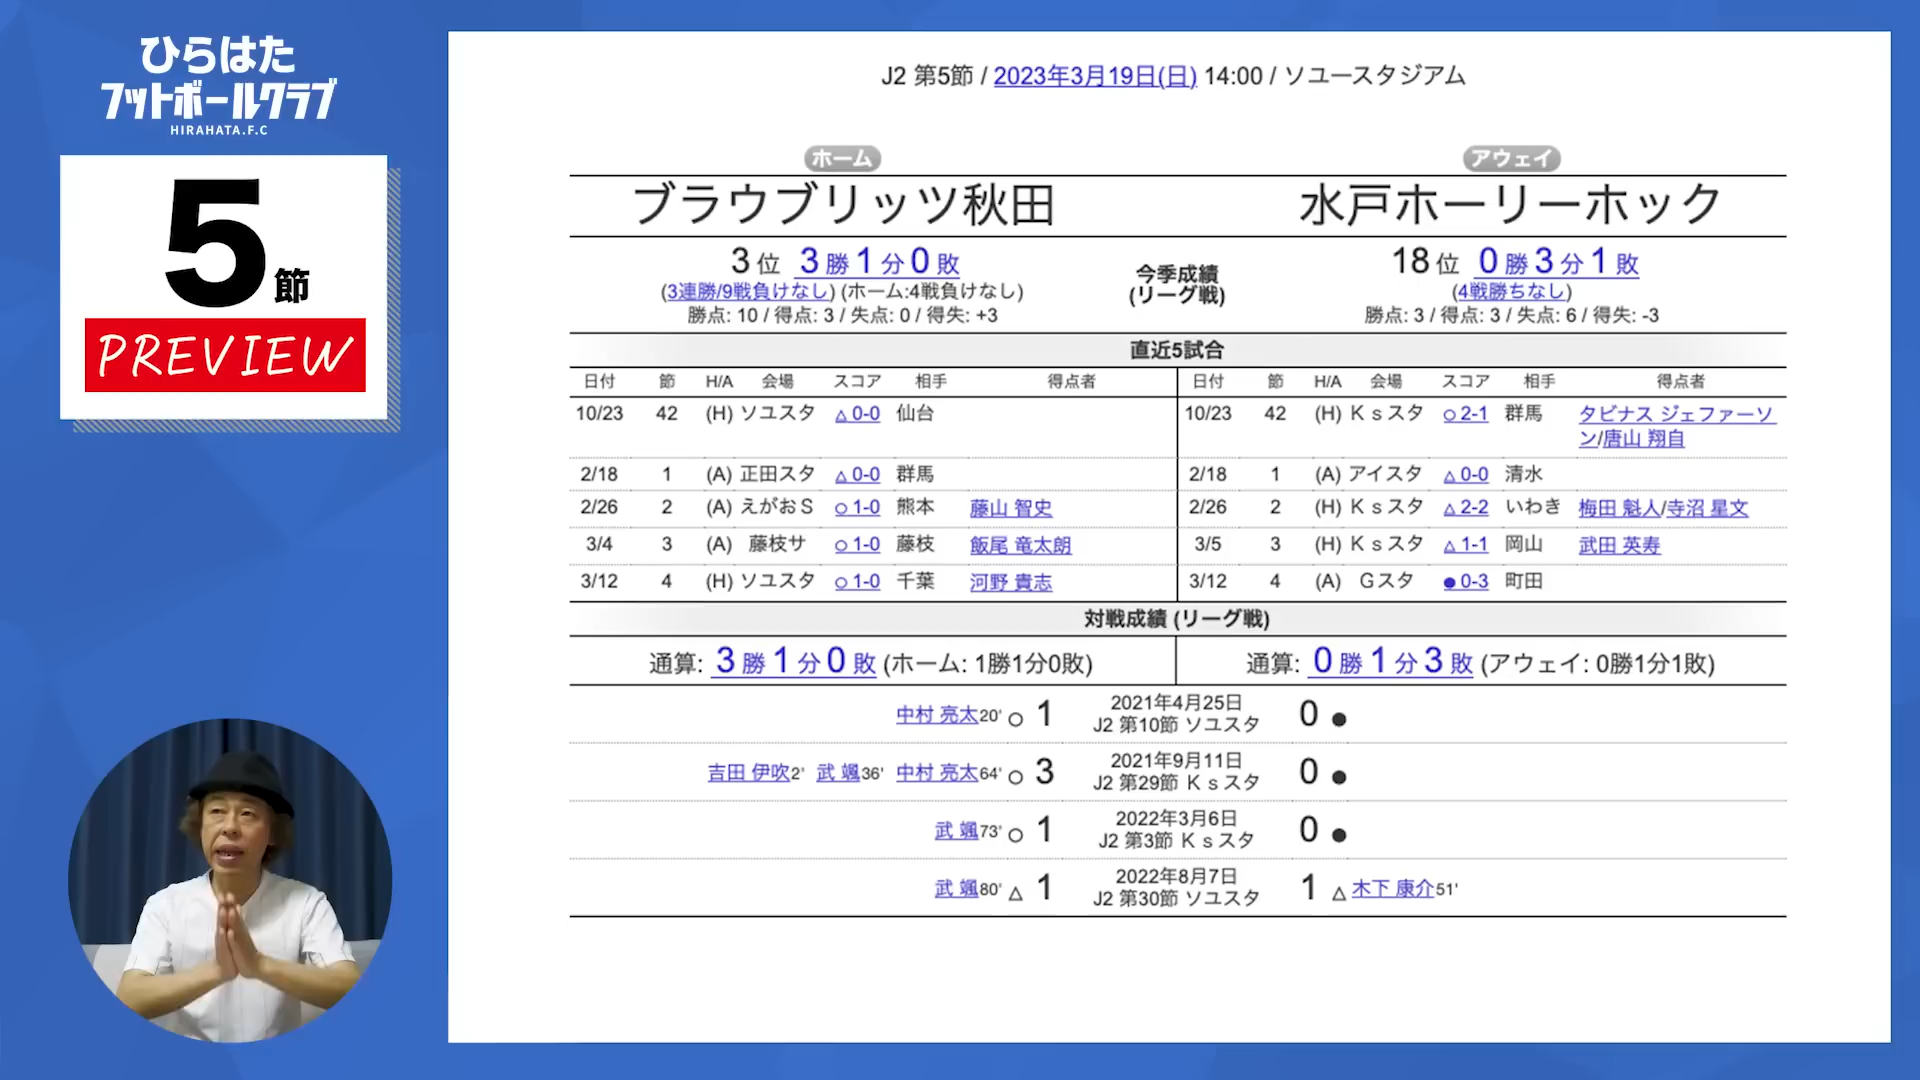 ひらはた
フットボールクラブ
HIRAHATA.F.C
5節
PREVIEW
J2 第5節 / 2023年3月19日(日) 14:00 / ソユースタジアム
ホーム アウェイ
ブラウブリッツ秋田 水戸ホーリーホック
3位 3勝1分0敗 今季成績 18位 0勝3分1敗
(3連勝/9戦負けなし) (ホーム:4戦負けなし) (リーグ戦) (4戦勝ちなし)
勝点: 10 / 得点: 3 / 失点: 0 / 得失: +3 勝点: 3 / 得点: 3 / 失点: 6 / 得失: -3
直近5試合
日付 節 H/A 会場 スコア 相手 得点者 日付 節 H/A 会場 スコア 相手 得点者
10/23 42 (H) ソユスタ △0-0 仙台 10/23 42 (H) Ｋｓスタ ○2-1 群馬 タビナス ジェファーソ
ン/唐山 翔自
2/18 1 (A) 正田スタ △0-0 群馬 2/18 1 (A) アイスタ △0-0 清水
2/26 2 (A) えがおＳ ○1-0 熊本 藤山 智史 2/26 2 (H) Ｋｓスタ △2-2 いわき 梅田 魁人/寺沼 星文
3/4 3 (A) 藤枝サ ○1-0 藤枝 飯尾 竜太朗 3/5 3 (H) Ｋｓスタ △1-1 岡山 武田 英寿
3/12 4 (H) ソユスタ ○1-0 千葉 河野 貴志 3/12 4 (A) Ｇスタ ●0-3 町田
対戦成績 (リーグ戦)
通算: 3勝1分0敗 (ホーム: 1勝1分0敗) 通算: 0勝1分3敗 (アウェイ: 0勝1分1敗)
中村 亮太20' ○ 1 2021年4月25日 0 ●
J2 第10節 ソユスタ
吉田 伊吹2' 武 颯36' 中村 亮太64' ○ 3 2021年9月11日 0 ●
J2 第29節 Ｋｓスタ
武 颯73' ○ 1 2022年3月6日 0 ●
J2 第3節 Ｋｓスタ
武 颯80' △ 1 2022年8月7日 1 △ 木下 康介51'
J2 第30節 ソユスタ